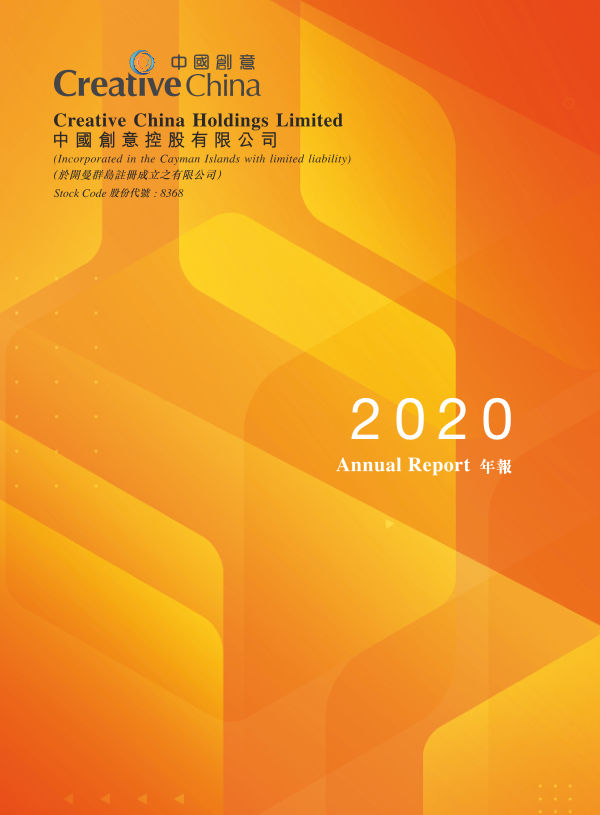 中國創意
Creative China
Creative China Holdings Limited
中國創意控股有限公司
(Incorporated in the Cayman Islands with limited liability)
(於開曼群島註冊成立之有限公司)
Stock Code 股份代號 : 8368
2020
Annual Report 年報